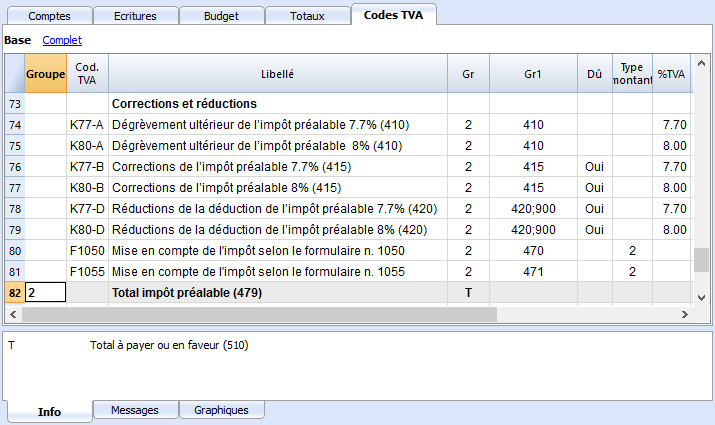 Comptes Ecritures Budget Totaux Codes TVA
Base Complet
Groupe Cod. TVA Libellé Gr Gr1 Dû Type montant %TVA
73 Corrections et réductions
74 K77-A Dégrèvement ultérieur de l'impôt préalable 7.7% (410) 2 410 7.70
75 K80-A Dégrèvement ultérieur de l'impôt préalable 8% (410) 2 410 8.00
76 K77-B Corrections de l'impôt préalable 7.7% (415) 2 415 Oui 7.70
77 K80-B Corrections de l'impôt préalable 8% (415) 2 415 Oui 8.00
78 K77-D Réductions de la déduction de l'impôt préalable 7.7% (420) 2 420;900 Oui 7.70
79 K80-D Réductions de la déduction de l'impôt préalable 8% (420) 2 420;900 Oui 8.00
80 F1050 Mise en compte de l'impôt selon le formulaire n. 1050 2 470 2
81 F1055 Mise en compte de l'impôt selon le formulaire n. 1055 2 471 2
82 2 Total impôt préalable (479) T
T Total à payer ou en faveur (510)
Info Messages Graphiques